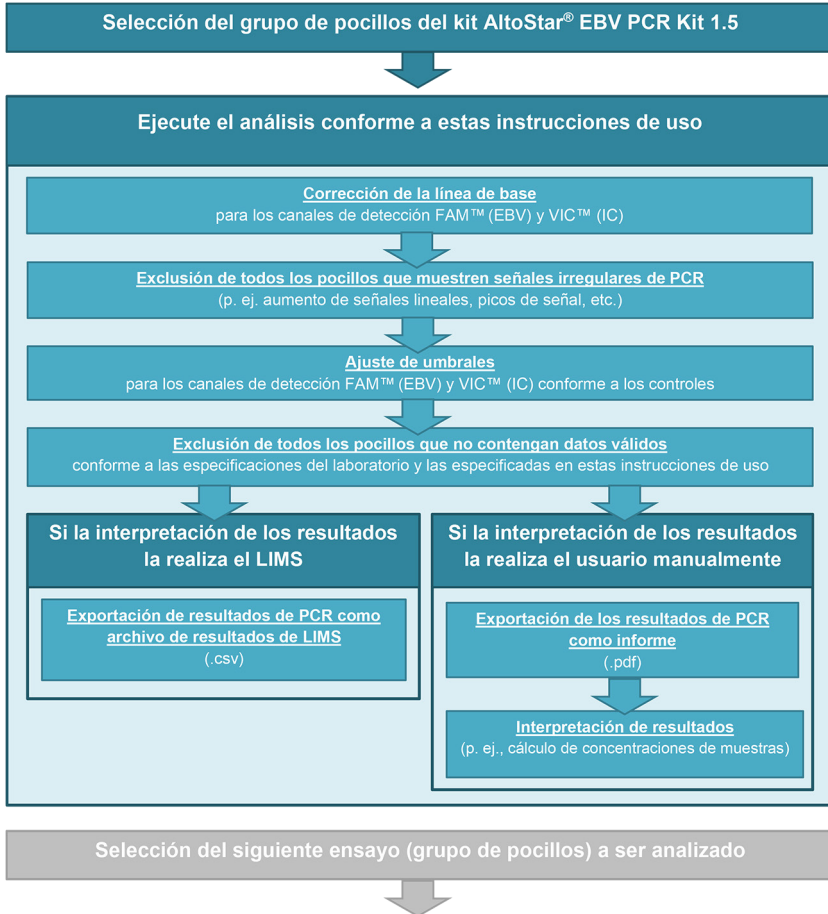 Selección del grupo de pocillos del kit AltoStar® EBV PCR Kit 1.5
Ejecute el análisis conforme a estas instrucciones de uso
Corrección de la línea de base
para los canales de detección FAM™ (EBV) y VIC™ (IC)
Exclusión de todos los pocillos que muestren señales irregulares de PCR
(p. ej. aumento de señales lineales, picos de señal, etc.)
Ajuste de umbrales
para los canales de detección FAM™ (EBV) y VIC™ (IC) conforme a los controles
Exclusión de todos los pocillos que no contengan datos válidos
conforme a las especificaciones del laboratorio y las especificadas en estas instrucciones de uso
Si la interpretación de los resultados
la realiza el LIMS
Exportación de resultados de PCR como
archivo de resultados de LIMS
(.csv)
Si la interpretación de los resultados
la realiza el usuario manualmente
Exportación de los resultados de PCR
como informe
(.pdf)
Interpretación de resultados
(p. ej., cálculo de concentraciones de muestras)
Selección del siguiente ensayo (grupo de pocillos) a ser analizado